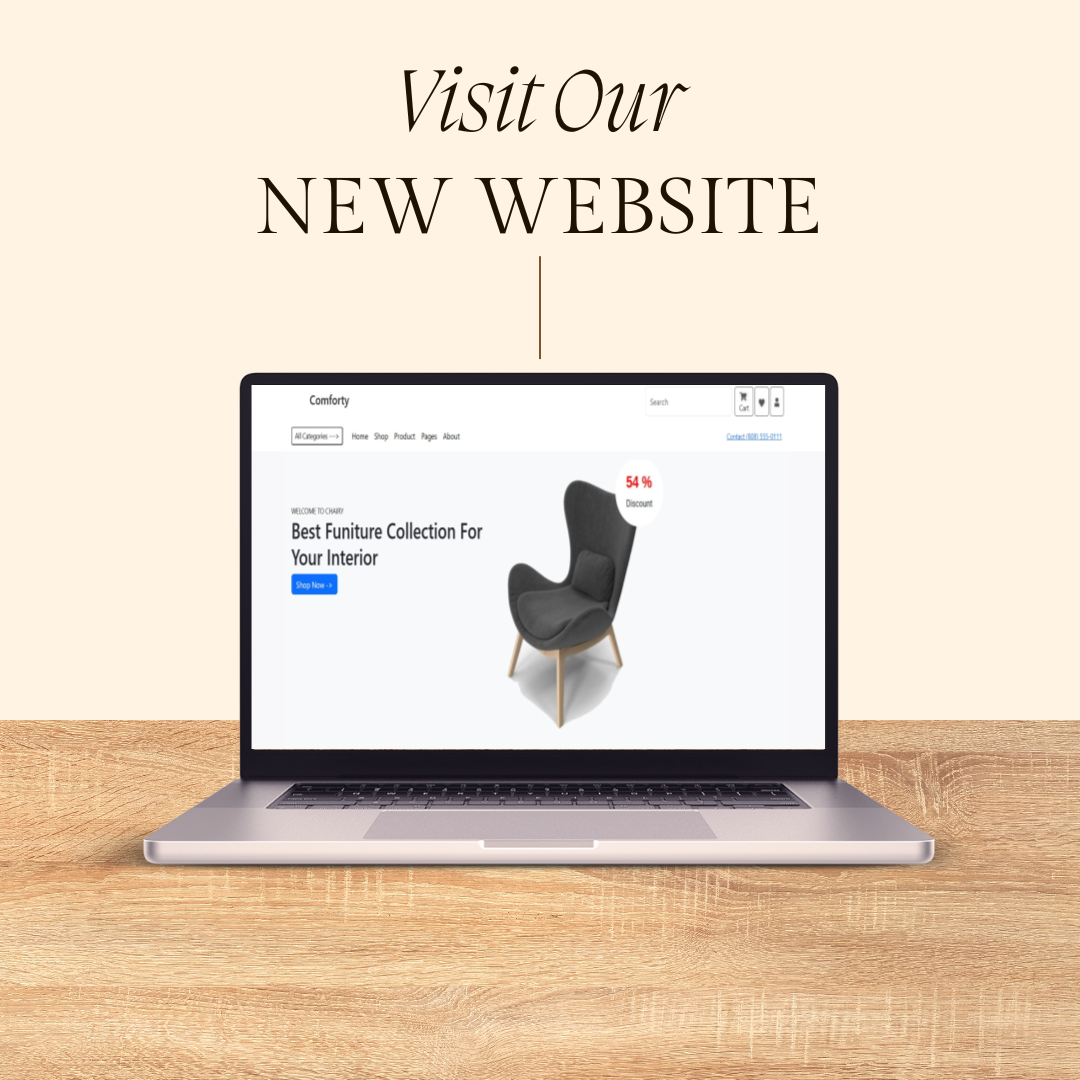 Visit Our
NEW WEBSITE
Comforty
Search
Cart
All Categories --->
Home Shop Product Pages About
Contact (808) 555-0111
54 %
Discount
WELCOME TO CHAIRY
Best Funiture Collection For
Your Interior
Shop Now ->